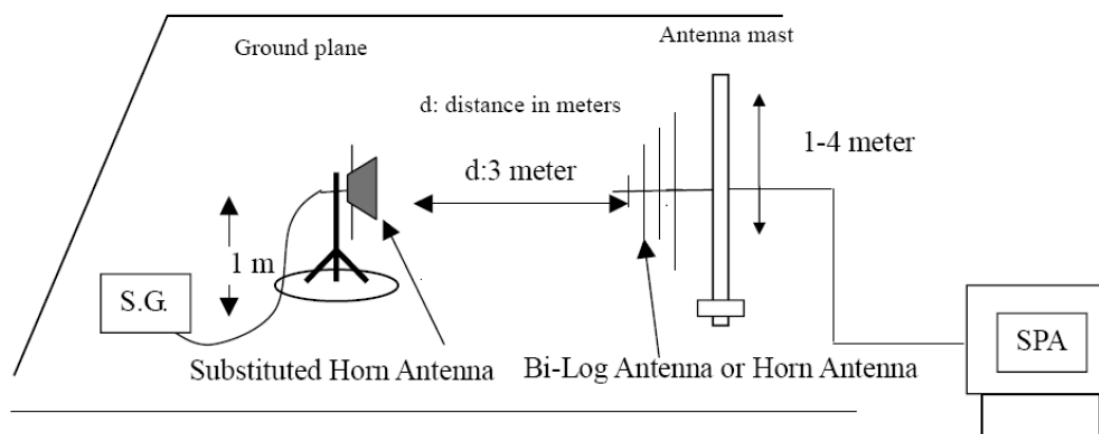 Ground plane
Antenna mast
d: distance in meters
1-4 meter
d:3 meter
1 m
S.G.
SPA
Substituted Horn Antenna
Bi-Log Antenna or Horn Antenna